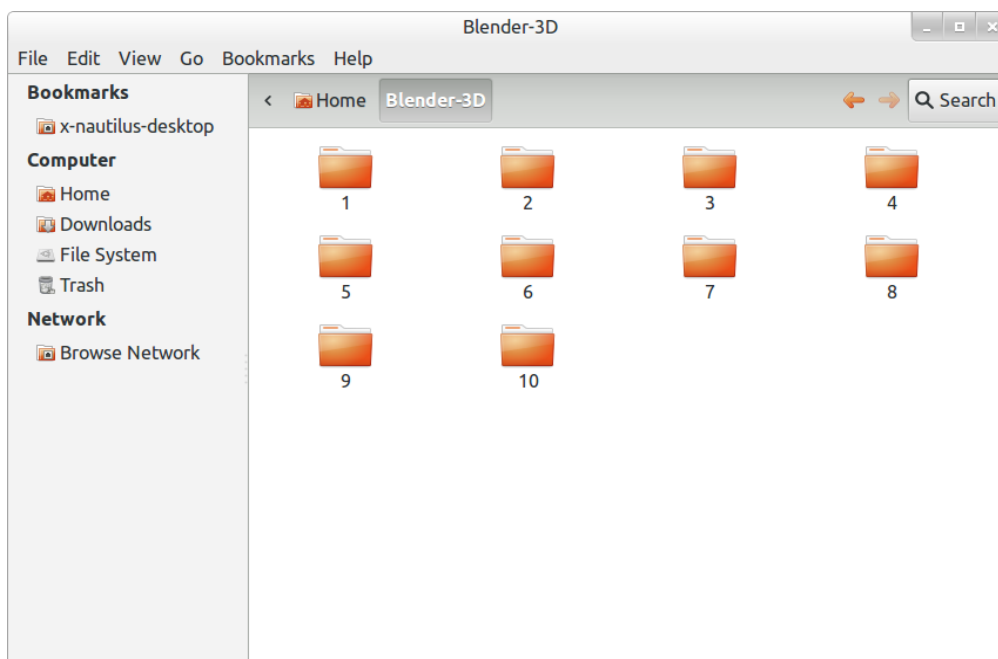 Blender-3D
File Edit View Go Bookmarks Help
Bookmarks
x-nautilus-desktop
Computer
Home
Downloads
File System
Trash
Network
Browse Network
Home Blender-3D Search
1 2 3 4
5 6 7 8
9 10